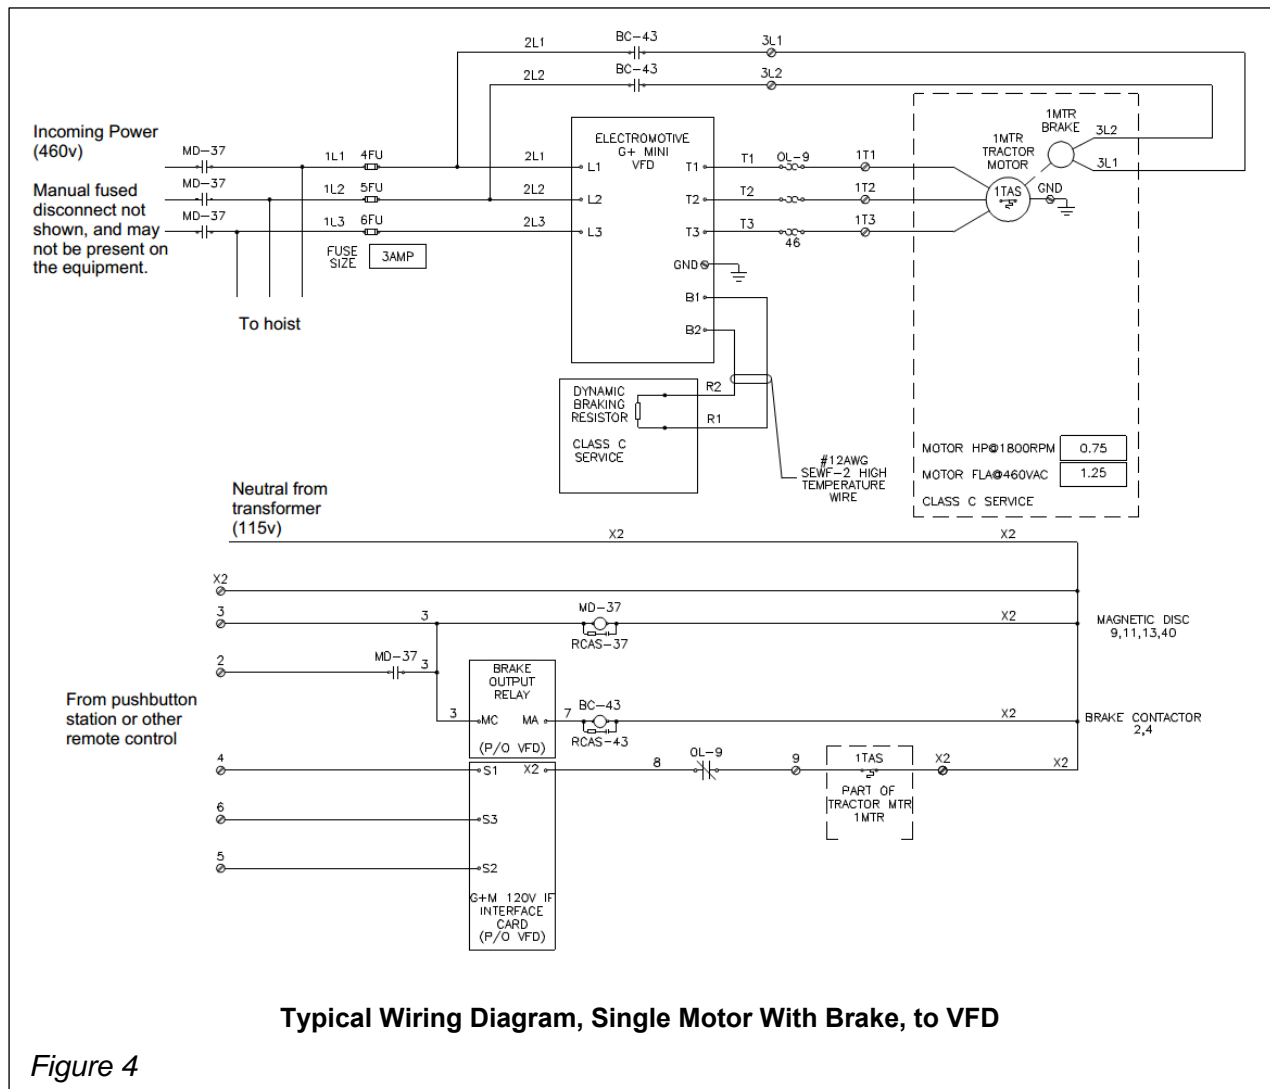 BC-43
2L1
3L1
BC-43
2L2
3L2
Incoming Power
(460v)
Manual fused
disconnect not
shown, and may
not be present on
the equipment.
MD-37
1L1
4FU
2L1
MD-37
1L2
5FU
2L2
MD-37
1L3
6FU
2L3
FUSE
SIZE
3AMP
To hoist
ELECTROMOTIVE
G+ MINI
VFD
L1
L2
L3
T1
T2
T3
GND
B1
B2
T1
OL-9
1T1
T2
1T2
T3
46
1T3
1MTR
BRAKE
1MTR
TRACTOR
MOTOR
3L2
3L1
1TAS
GND
MOTOR HP@1800RPM
0.75
MOTOR FLA@460VAC
1.25
CLASS C SERVICE
DYNAMIC
BRAKING
RESISTOR
CLASS C
SERVICE
R2
R1
#12AWG
SEWF-2 HIGH
TEMPERATURE
WIRE
Neutral from
transformer
(115v)
X2
X2
X2
3
3
MD-37
RCAS-37
X2
MAGNETIC DISC
9,11,13,40
2
MD-37
3
From pushbutton
station or other
remote control
BRAKE
OUTPUT
RELAY
3
MC
MA
7
(P/O VFD)
BC-43
RCAS-43
X2
BRAKE CONTACTOR
2,4
4
S1
X2
8
OL-9
9
1TAS
X2
X2
PART OF
TRACTOR MTR
1MTR
6
S3
5
S2
G+M 120V IF
INTERFACE
CARD
(P/O VFD)
Typical Wiring Diagram, Single Motor With Brake, to VFD
Figure 4